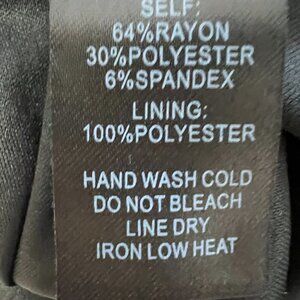 SELF:
64%RAYON
30%POLYESTER
6%SPANDEX
LINING:
100%POLYESTER
HAND WASH COLD
DO NOT BLEACH
LINE DRY
IRON LOW HEAT